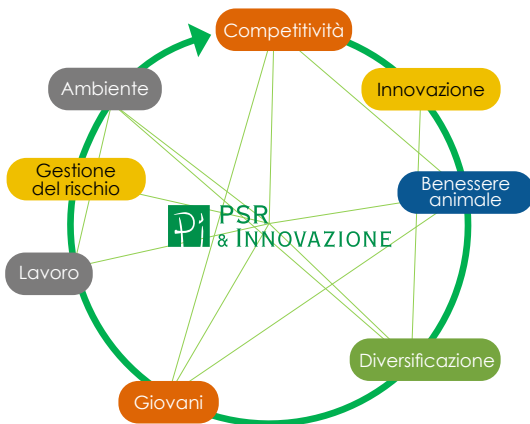 Competitività
Innovazione
Benessere
animale
Diversificazione
Giovani
Lavoro
Gestione
del rischio
Ambiente
PSR
& INNOVAZIONE